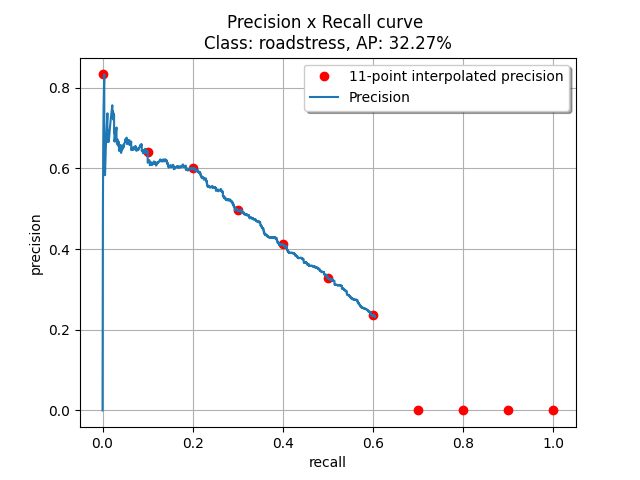 Precision x Recall curve
Class: roadstress, AP: 32.27%
11-point interpolated precision
Precision
precision
0.8
0.6
0.4
0.2
0.0
0.0 0.2 0.4 0.6 0.8 1.0
recall